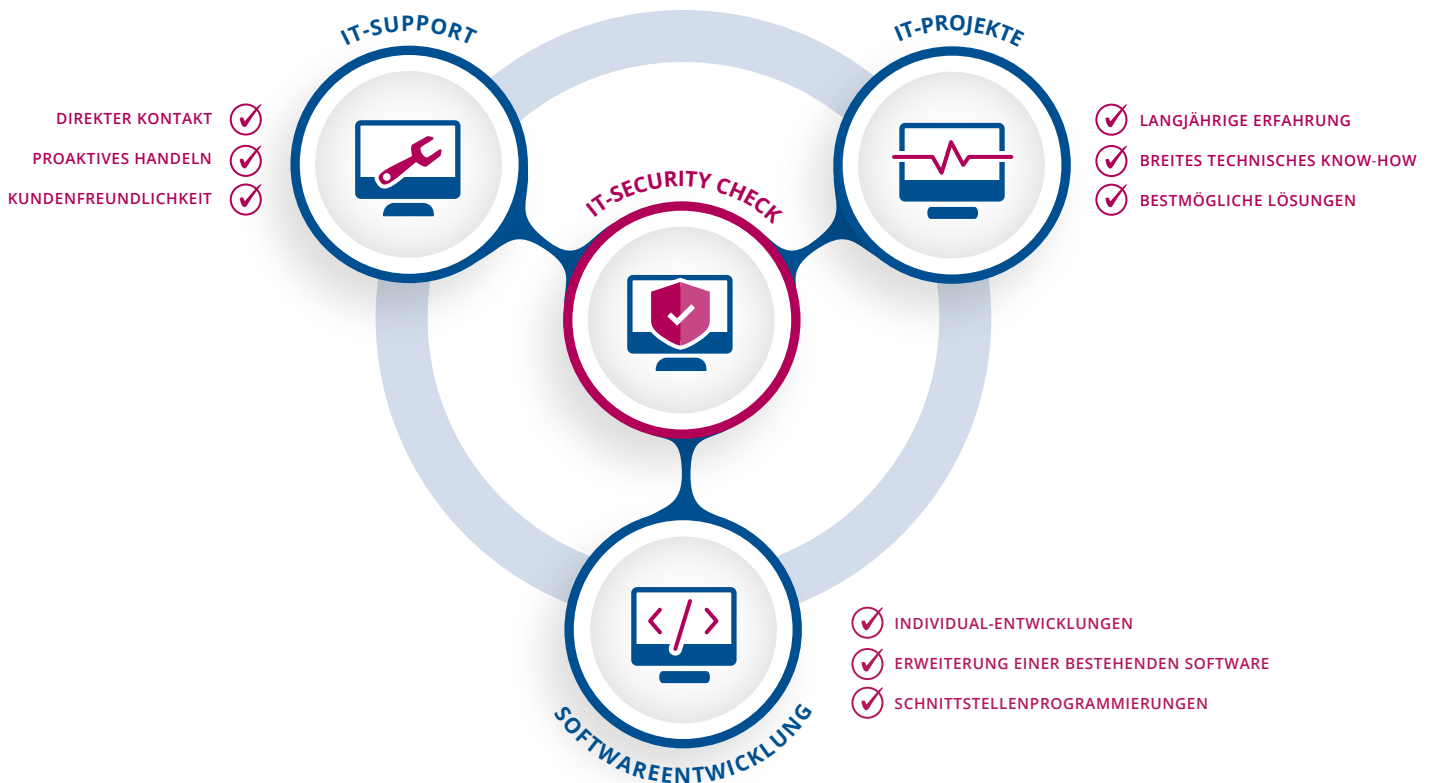 IT-SUPPORT
DIREKTER KONTAKT
PROAKTIVES HANDELN
KUNDENFREUNDLICHKEIT
IT-PROJEKTE
LANGJÄHRIGE ERFAHRUNG
BREITES TECHNISCHES KNOW-HOW
BESTMÖGLICHE LÖSUNGEN
IT-SECURITY CHECK
SOFTWAREENTWICKLUNG
INDIVIDUAL-ENTWICKLUNGEN
ERWEITERUNG EINER BESTEHENDEN SOFTWARE
SCHNITTSTELLENPROGRAMMIERUNGEN